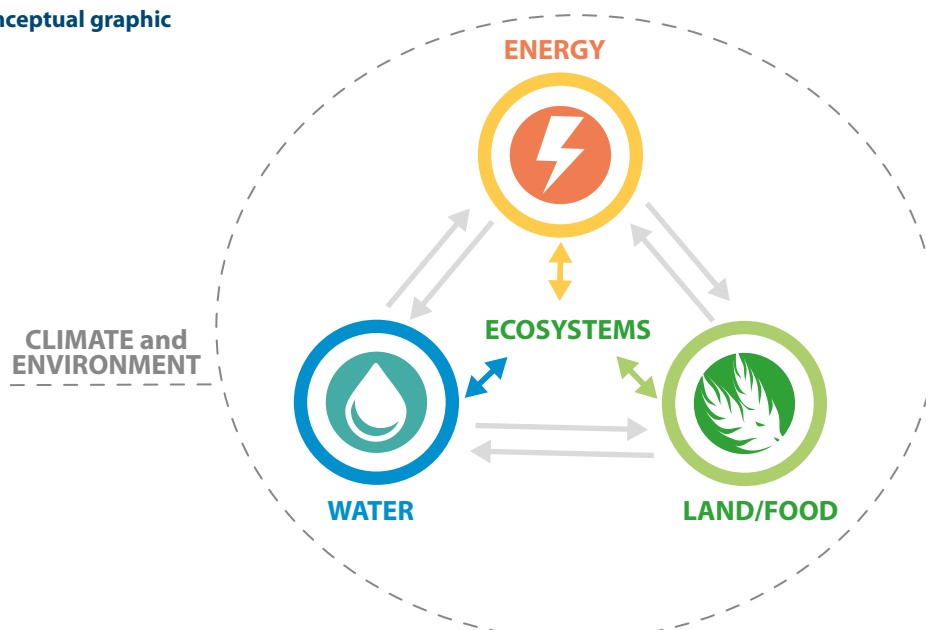 nceptual graphic
ENERGY
ECOSYSTEMS
CLIMATE and
ENVIRONMENT
WATER
LAND/FOOD